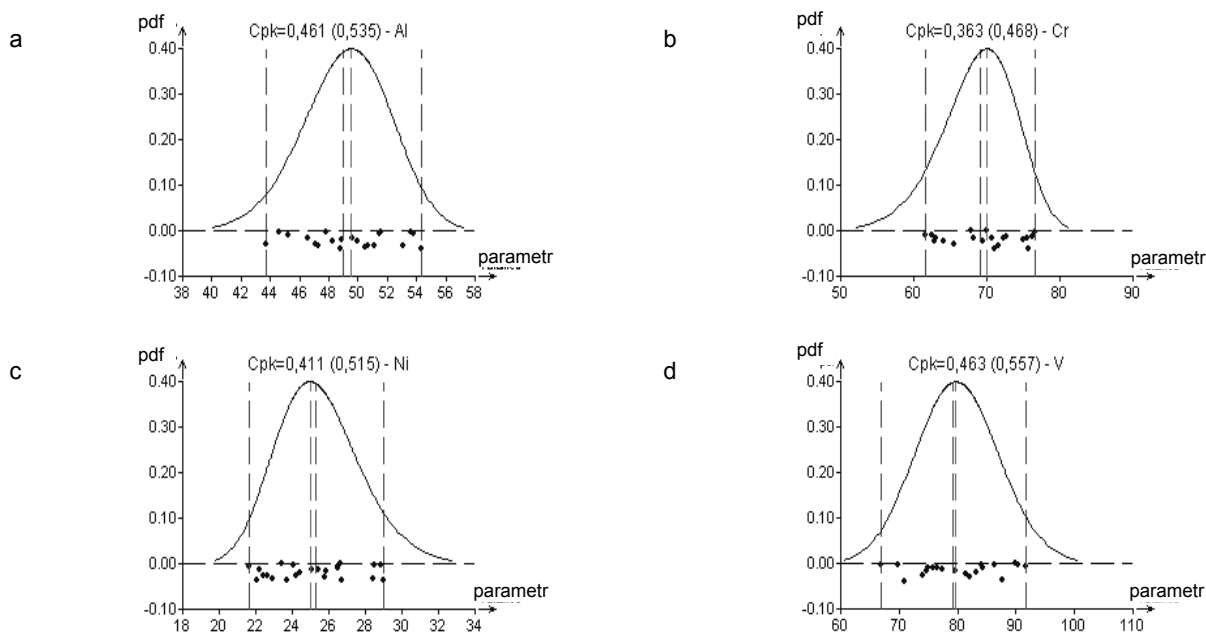 a
pdf
Cpk=0,461 (0,535) - Al
0.40
0.30
0.20
0.10
0.00
-0.10
38 40 42 44 46 48 50 52 54 56 58
parametr
b
pdf
Cpk=0,363 (0,468) - Cr
0.40
0.30
0.20
0.10
0.00
-0.10
50 60 70 80 90
parametr
c
pdf
Cpk=0,411 (0,515) - Ni
0.40
0.30
0.20
0.10
0.00
-0.10
18 20 22 24 26 28 30 32 34
parametr
d
pdf
Cpk=0,463 (0,557) - V
0.40
0.30
0.20
0.10
0.00
-0.10
60 70 80 90 100 110
parametr